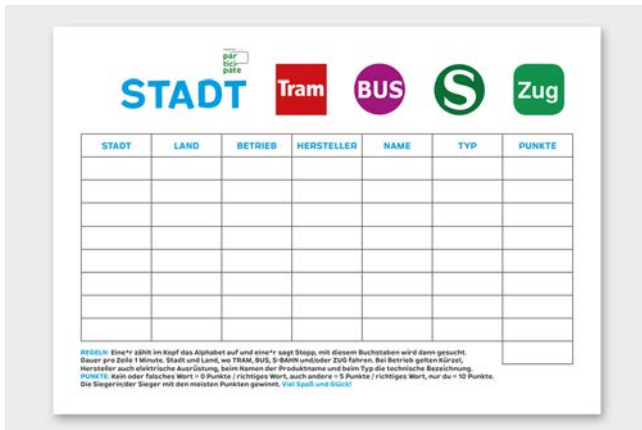 par
tici-
pate
STADT Tram BUS S Zug
STADT LAND BETRIEB HERSTELLER NAME TYP PUNKTE
REGELN: Eine*r zählt im Kopf das Alphabet auf und eine*r sagt Stopp, mit diesem Buchstaben wird dann gesucht.
Dauer pro Zeile 1 Minute. Stadt und Land, wo TRAM, BUS, S-BAHN und/oder ZUG fahren. Bei Betrieb gelten Kürzel,
Hersteller auch elektrische Ausrüstung, beim Namen der Produktname und beim Typ die technische Bezeichnung.
PUNKTE: Kein oder falsches Wort = 0 Punkte / richtiges Wort, auch andere = 5 Punkte / richtiges Wort, nur du = 10 Punkte.
Die Siegerin/der Sieger mit den meisten Punkten gewinnt. Viel Spaß und Glück!